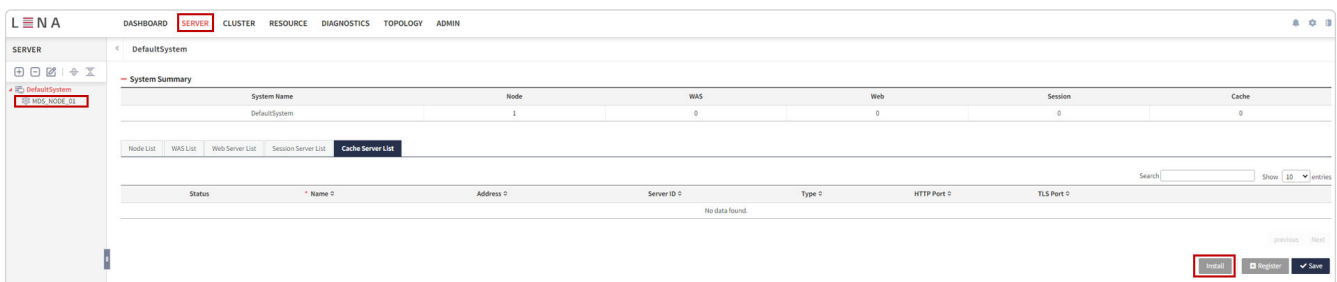 LENA
DASHBOARD SERVER CLUSTER RESOURCE DIAGNOSTICS TOPOLOGY ADMIN
SERVER
DefaultSystem
DefaultSystem
MDS_NODE_01
System Summary
System Name Node WAS Web Session Cache
DefaultSystem 1 0 0 0 0
Node List WAS List Web Server List Session Server List Cache Server List
Search Show 10 entries
Status * Name Address Server ID Type HTTP Port TLS Port
No data found.
previous Next
Install Register Save